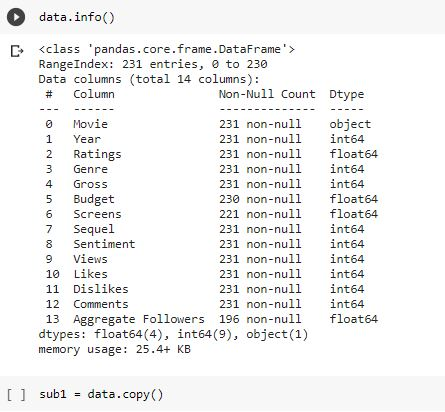 data.info()
<class 'pandas.core.frame.DataFrame'>
RangeIndex: 231 entries, 0 to 230
Data columns (total 14 columns):
 #   Column               Non-Null Count  Dtype
---  ------               --------------  -----
 0   Movie                231 non-null    object
 1   Year                 231 non-null    int64
 2   Ratings              231 non-null    float64
 3   Genre                231 non-null    int64
 4   Gross                231 non-null    int64
 5   Budget               230 non-null    float64
 6   Screens              221 non-null    float64
 7   Sequel               231 non-null    int64
 8   Sentiment            231 non-null    int64
 9   Views                231 non-null    int64
 10  Likes                231 non-null    int64
 11  Dislikes             231 non-null    int64
 12  Comments             231 non-null    int64
 13  Aggregate Followers  196 non-null    float64
dtypes: float64(4), int64(9), object(1)
memory usage: 25.4+ KB
[ ] sub1 = data.copy()